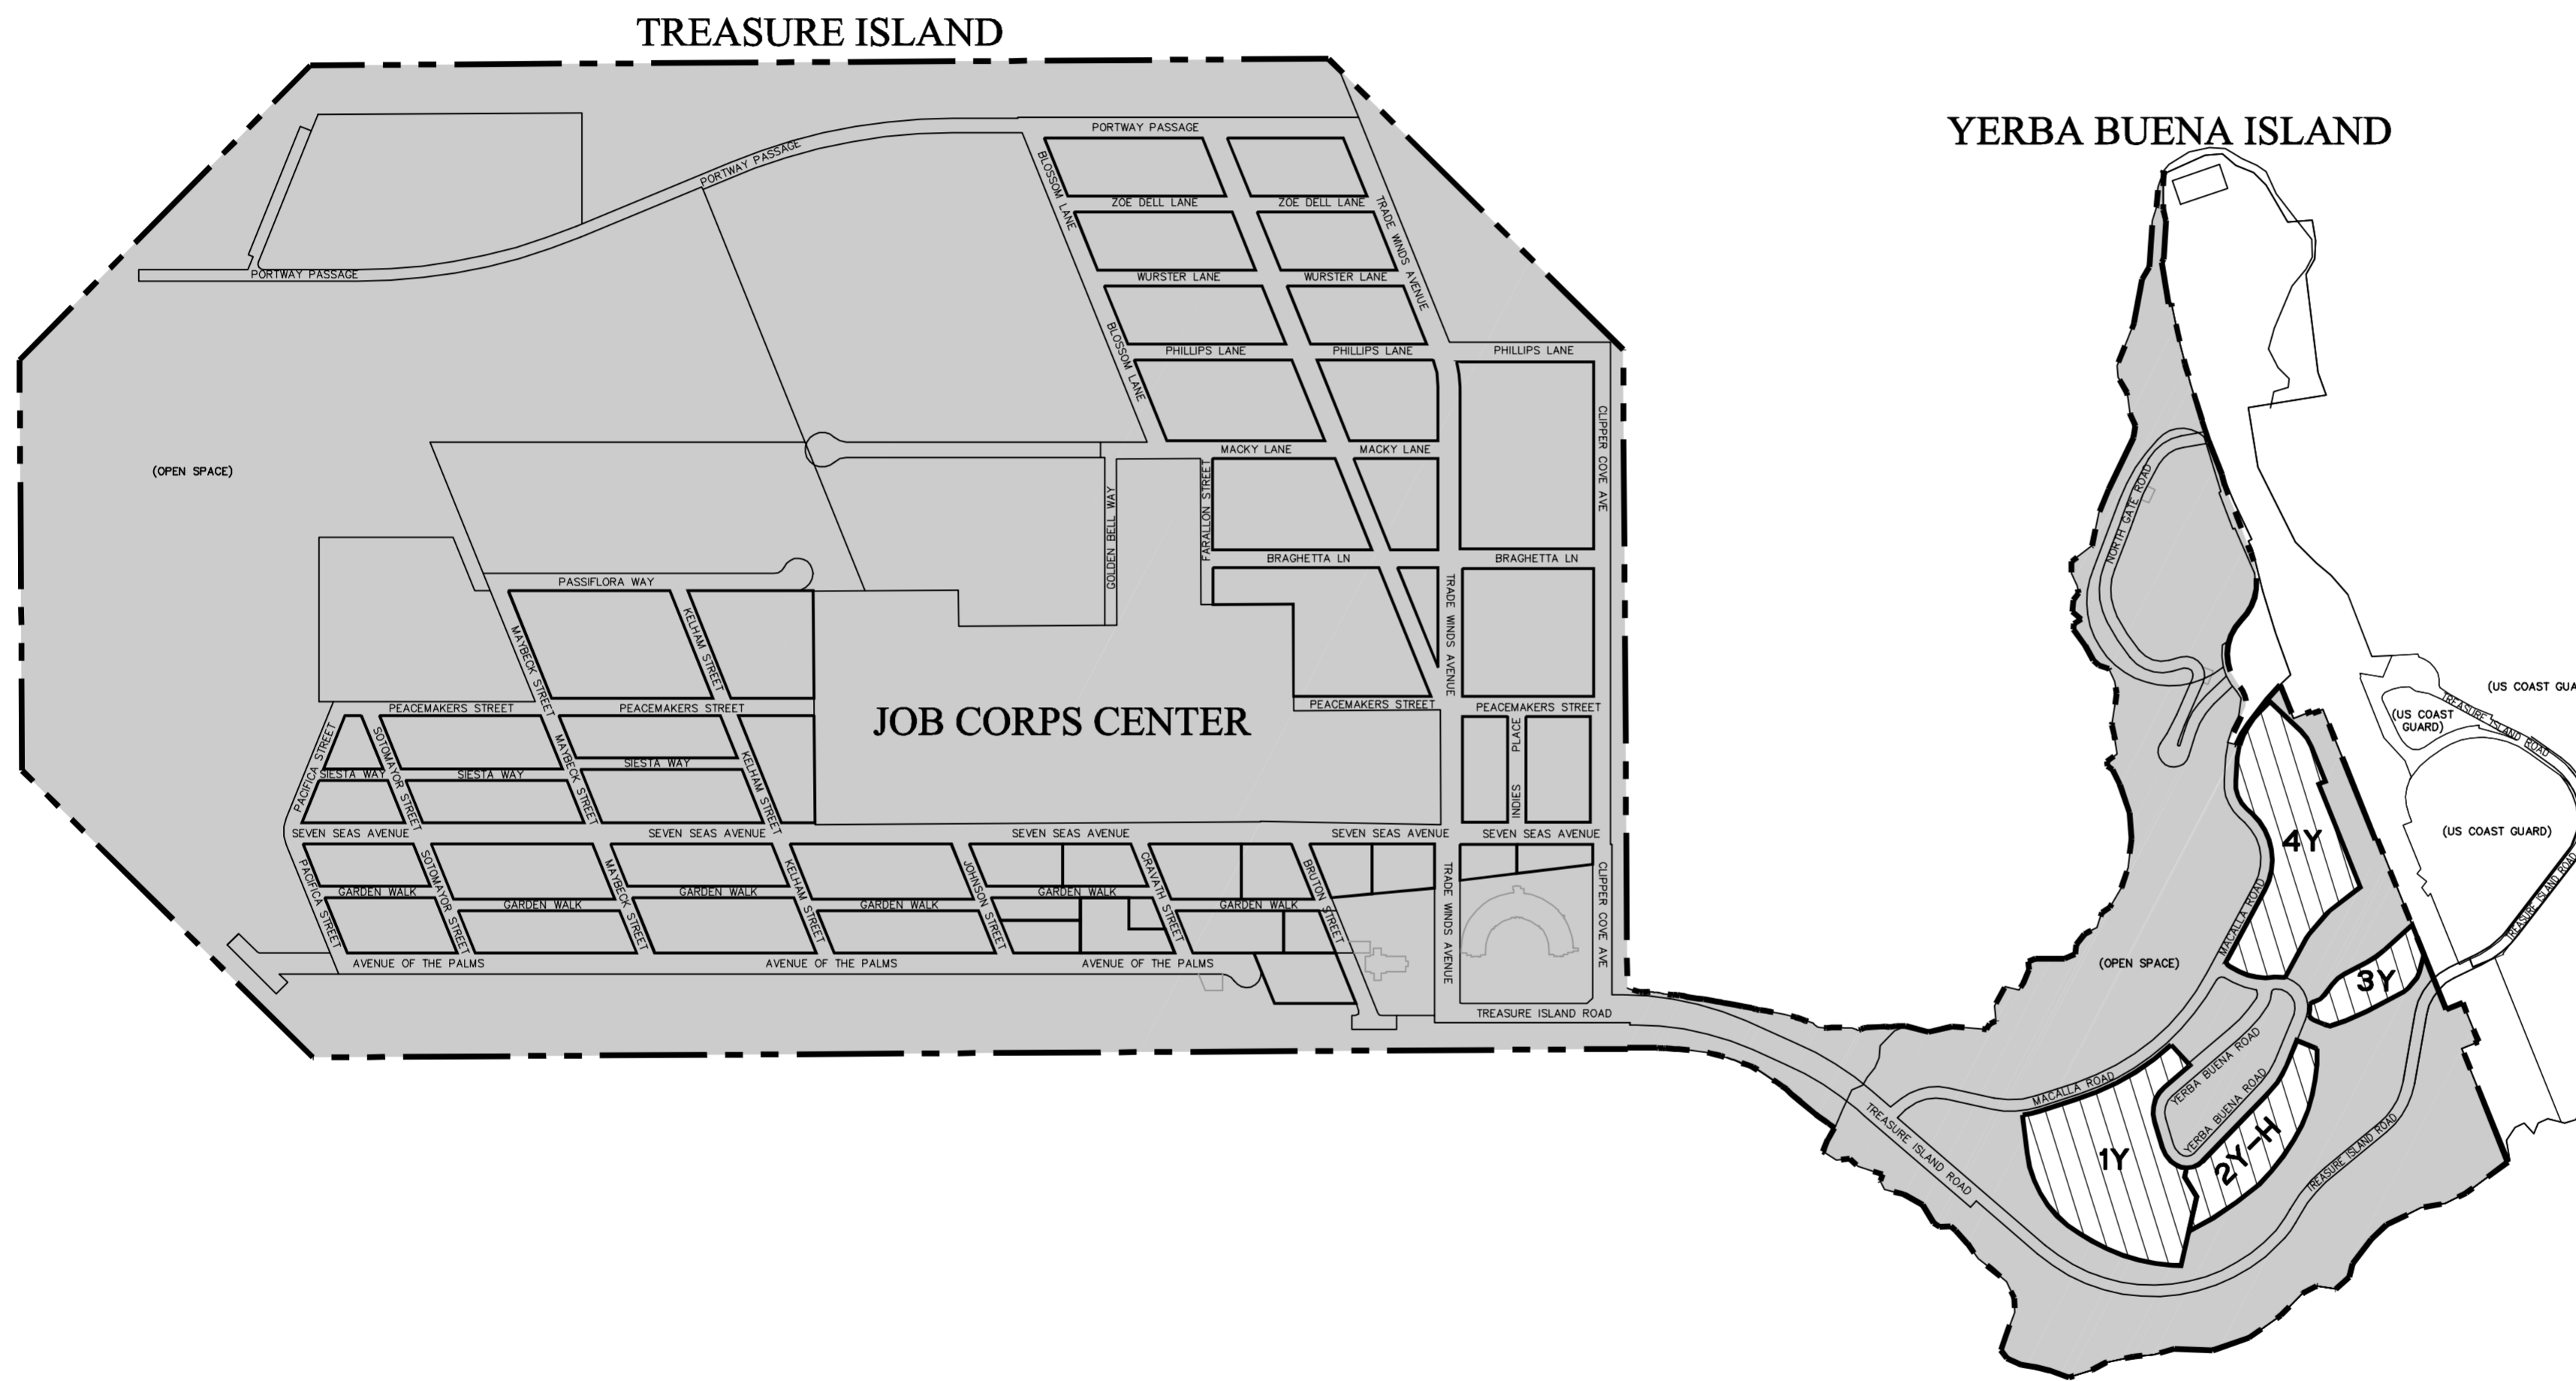 TREASURE ISLAND
YERBA BUENA ISLAND
PORTWAY PASSAGE
PORTWAY PASSAGE
PORTWAY PASSAGE
BLOSSOM LANE
ZOE DELL LANE
ZOE DELL LANE
TRADE WINDS AVENUE
WURSTER LANE
WURSTER LANE
BLOSSOM LANE
PHILLIPS LANE
PHILLIPS LANE
PHILLIPS LANE
CLIPPER COVE AVE
MACKY LANE
MACKY LANE
(OPEN SPACE)
GOLDEN BELL WAY
FARALLON STREET
BRAGHETTA LN
BRAGHETTA LN
PASSIFLORA WAY
MAYBECK STREET
KELHAM STREET
TRADE WINDS AVENUE
PEACEMAKERS STREET
PEACEMAKERS STREET
PEACEMAKERS STREET
PEACEMAKERS STREET
JOB CORPS CENTER
PACIFICA STREET
SOTOMAYOR STREET
MAYBECK STREET
KELHAM STREET
SIESTA WAY
SIESTA WAY
SIESTA WAY
INDIES PLACE
SEVEN SEAS AVENUE
SEVEN SEAS AVENUE
SEVEN SEAS AVENUE
SEVEN SEAS AVENUE
SEVEN SEAS AVENUE
PACIFICA STREET
SOTOMAYOR STREET
MAYBECK STREET
KELHAM STREET
JOHNSON STREET
CRAVATH STREET
BRUTON STREET
TRADE WINDS AVENUE
CLIPPER COVE AVE
GARDEN WALK
GARDEN WALK
GARDEN WALK
GARDEN WALK
GARDEN WALK
GARDEN WALK
AVENUE OF THE PALMS
AVENUE OF THE PALMS
AVENUE OF THE PALMS
TREASURE ISLAND ROAD
NORTH GATE ROAD
(US COAST GUA
(US COAST
GUARD)
TREASURE ISLAND ROAD
(US COAST GUARD)
TREASURE ISLAND ROAD
TREASURE ISLAND ROAD
4Y
MACALLA ROAD
(OPEN SPACE)
3Y
YERBA BUENA ROAD
YERBA BUENA ROAD
MACALLA ROAD
TREASURE ISLAND ROAD
1Y
2Y-H
TREASURE ISLAND ROAD